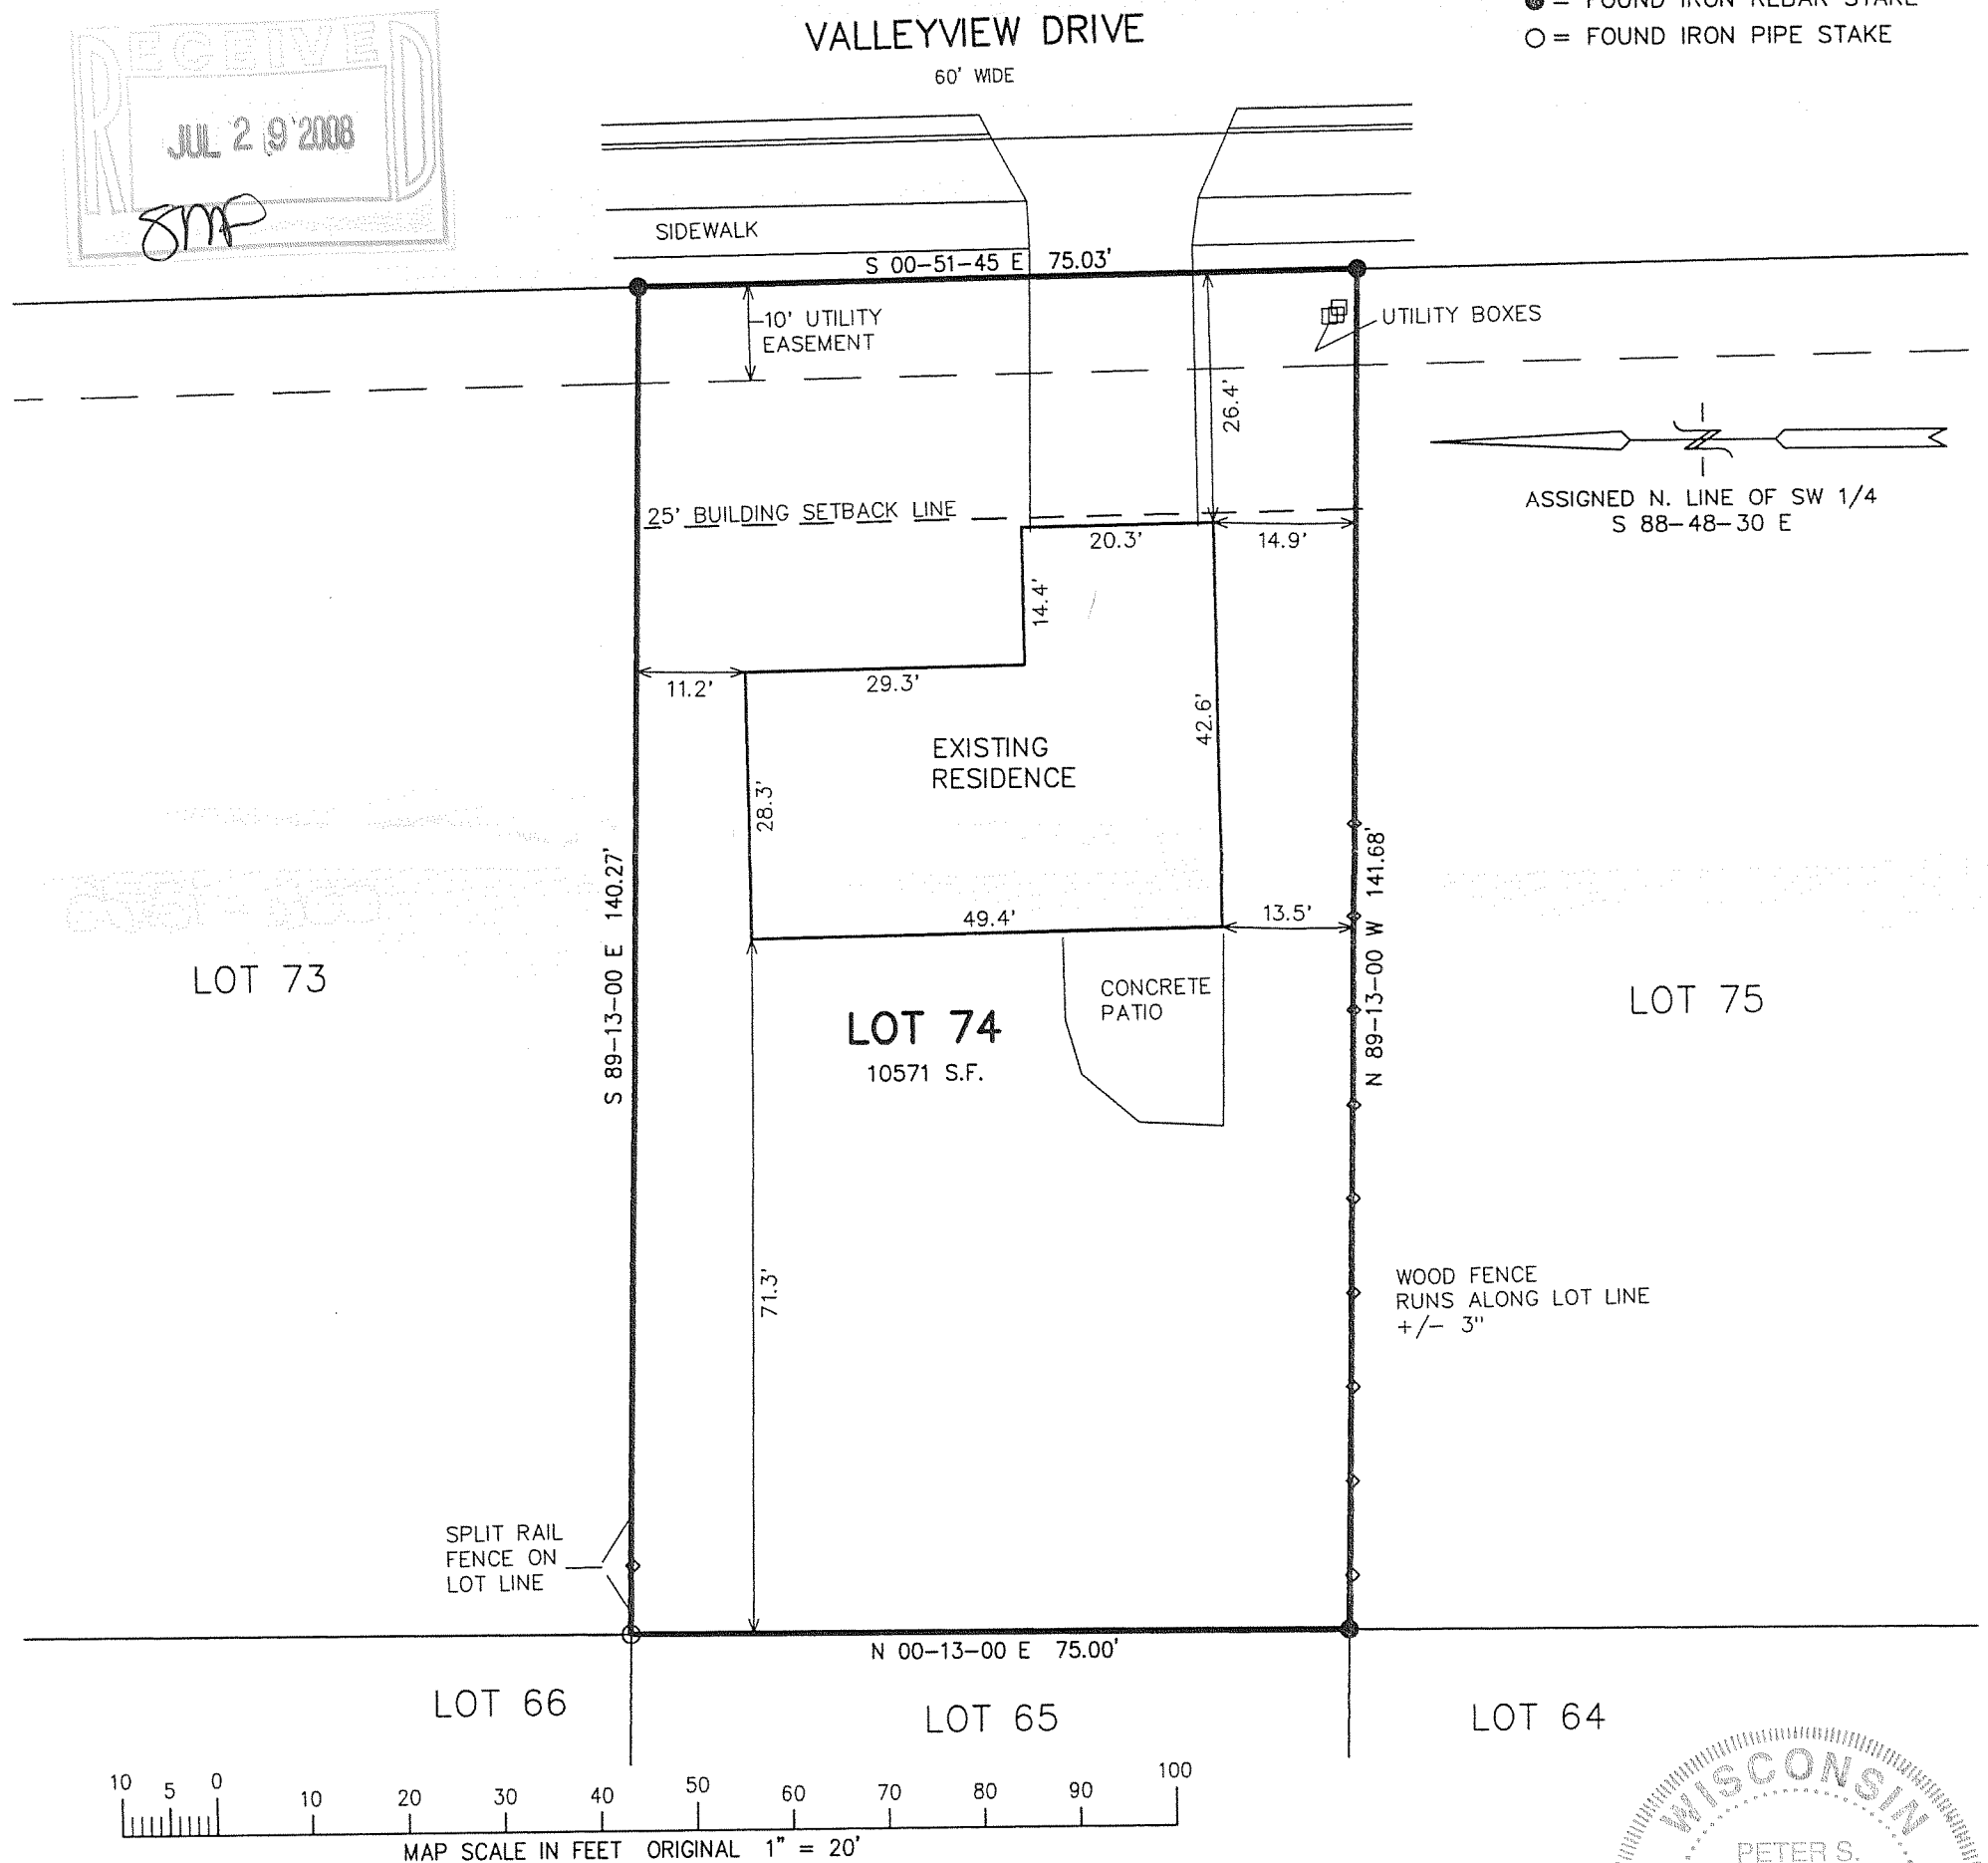 RECEIVED
JUL 29 2008
SMF
VALLEYVIEW DRIVE
60' WIDE
● = FOUND IRON REBAR STAKE
○ = FOUND IRON PIPE STAKE
SIDEWALK
S 00-51-45 E 75.03'
10' UTILITY
EASEMENT
UTILITY BOXES
26.4'
ASSIGNED N. LINE OF SW 1/4
S 88-48-30 E
25' BUILDING SETBACK LINE
20.3'
14.9'
14.4'
11.2'
29.3'
42.6'
EXISTING
RESIDENCE
28.3'
S 89-13-00 E 140.27'
N 89-13-00 W 141.68'
49.4'
13.5'
LOT 73
CONCRETE
PATIO
LOT 74
10571 S.F.
LOT 75
71.3'
WOOD FENCE
RUNS ALONG LOT LINE
+/- 3"
SPLIT RAIL
FENCE ON
LOT LINE
N 00-13-00 E 75.00'
LOT 66
LOT 65
LOT 64
10 5 0 10 20 30 40 50 60 70 80 90 100
MAP SCALE IN FEET ORIGINAL 1" = 20'
WISCONSIN
PETER S.